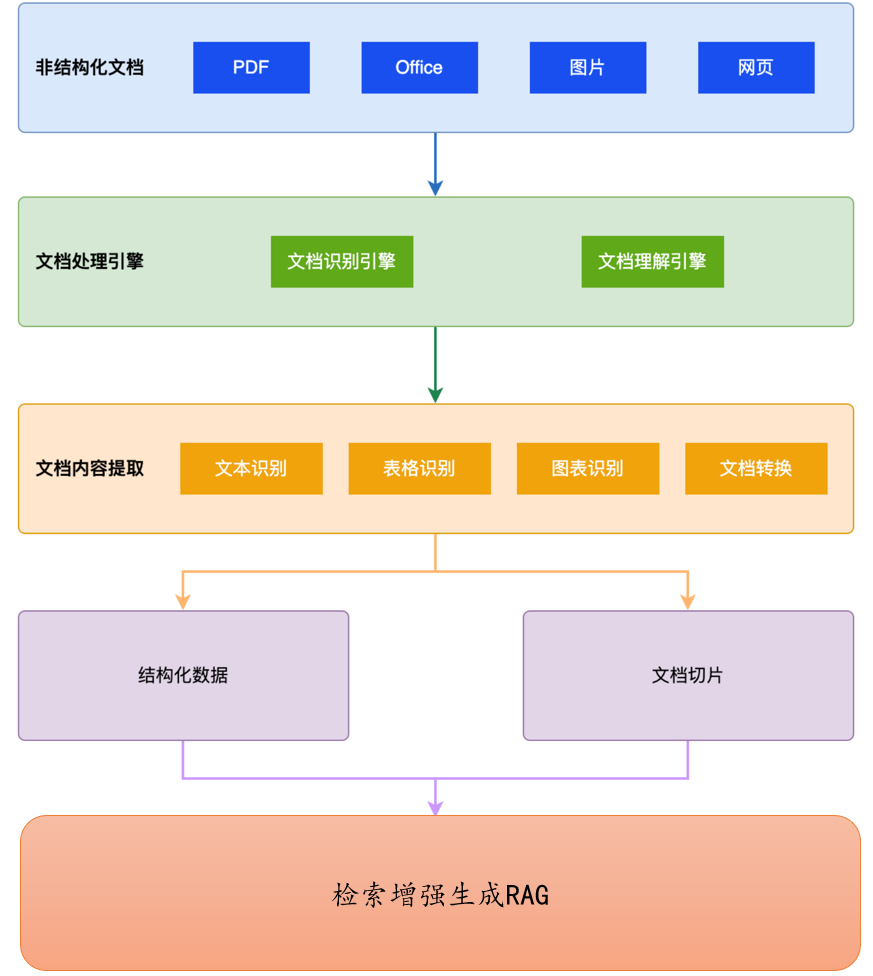 非结构化文档 PDF Office 图片 网页
文档处理引擎 文档识别引擎 文档理解引擎
文档内容提取 文本识别 表格识别 图表识别 文档转换
结构化数据 文档切片
检索增强生成RAG